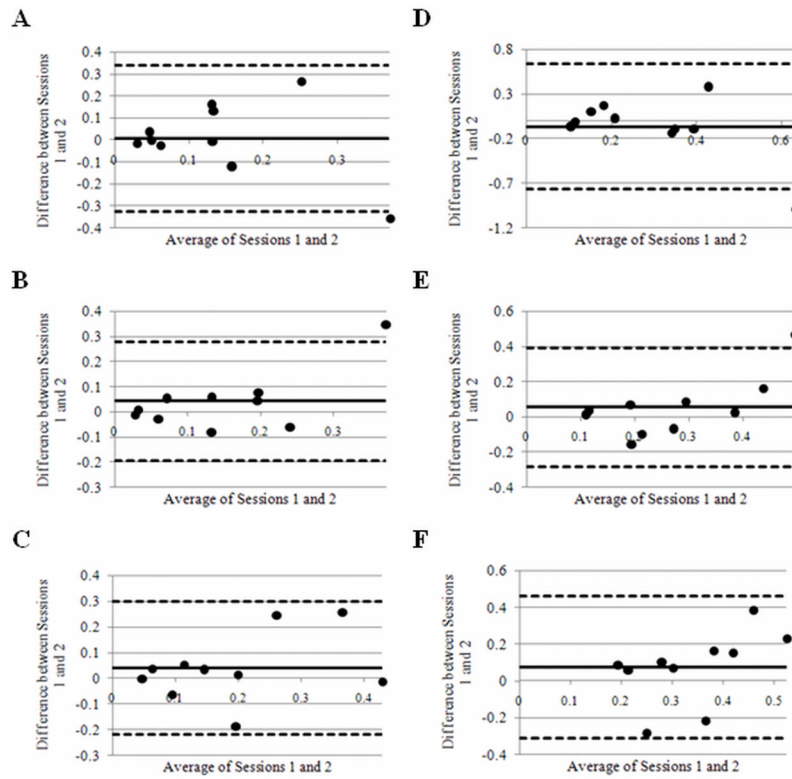 A
Difference between Sessions
1 and 2
0.4
0.3
0.2
0.1
0
-0.1
-0.2
-0.3
-0.4
0 0.1 0.2 0.3
Average of Sessions 1 and 2
D
Difference between Sessions
1 and 2
0.8
0.3
-0.2
-0.7
-1.2
0 0.2 0.4 0.6
Average of Sessions 1 and 2
B
Difference between Sessions
1 and 2
0.4
0.3
0.2
0.1
0
-0.1
-0.2
-0.3
0 0.1 0.2 0.3
Average of Sessions 1 and 2
E
Difference between Sessions
1 and 2
0.6
0.4
0.2
0
-0.2
-0.4
0 0.1 0.2 0.3 0.4
Average of Sessions 1 and 2
C
Difference between Sessions
1 and 2
0.4
0.3
0.2
0.1
0
-0.1
-0.2
-0.3
0 0.1 0.2 0.3 0.4
Average of Sessions 1 and 2
F
Difference between Sessions
1 and 2
0.6
0.4
0.2
0
-0.2
-0.4
0 0.1 0.2 0.3 0.4 0.5
Average of Sessions 1 and 2